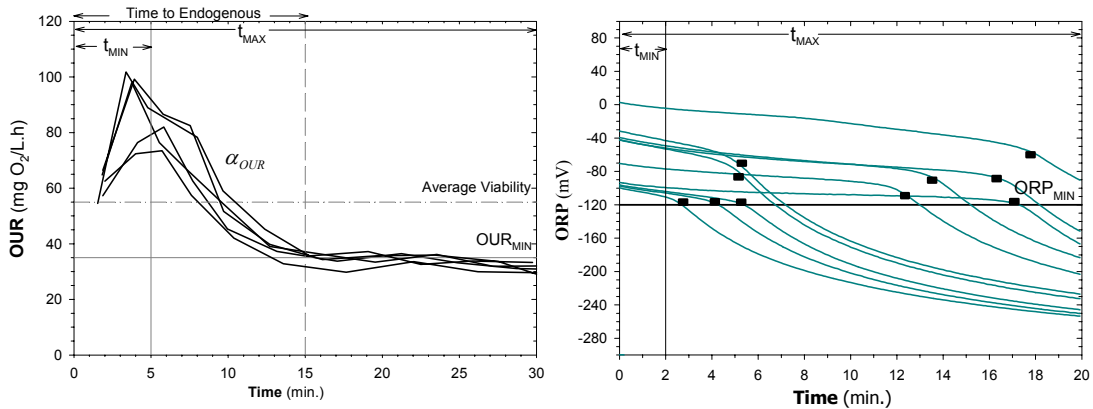 Time to Endogenous
t_MAX
t_MIN
120
100
80
60
40
20
0
OUR (mg O₂/L.h)
α_OUR
Average Viability
OUR_MIN
0
5
10
15
20
25
30
Time (min.)
t_MAX
t_MIN
80
40
0
-40
-80
-120
-160
-200
-240
-280
ORP (mV)
ORP_MIN
0
2
4
6
8
10
12
14
16
18
20
Time (min.)